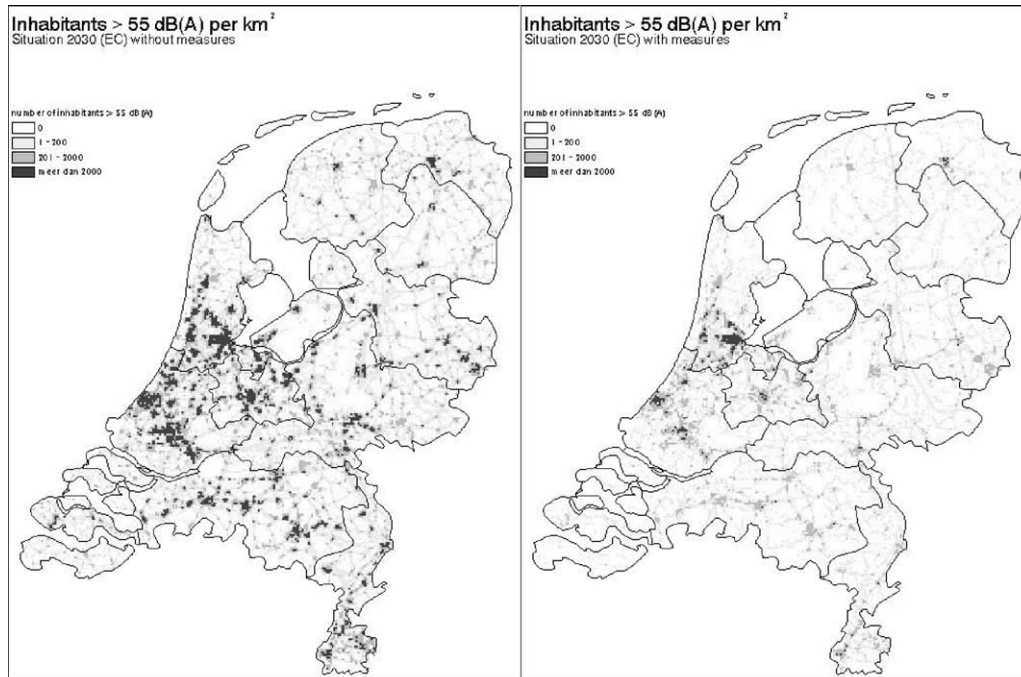 Inhabitants > 55 dB(A) per km²
Situation 2030 (EC) without measures
number of inhabitants > 55 dB(A)
0
1 - 200
201 - 2000
meer dan 2000
Inhabitants > 55 dB(A) per km²
Situation 2030 (EC) with measures
number of inhabitants > 55 dB(A)
0
1 - 200
201 - 2000
meer dan 2000